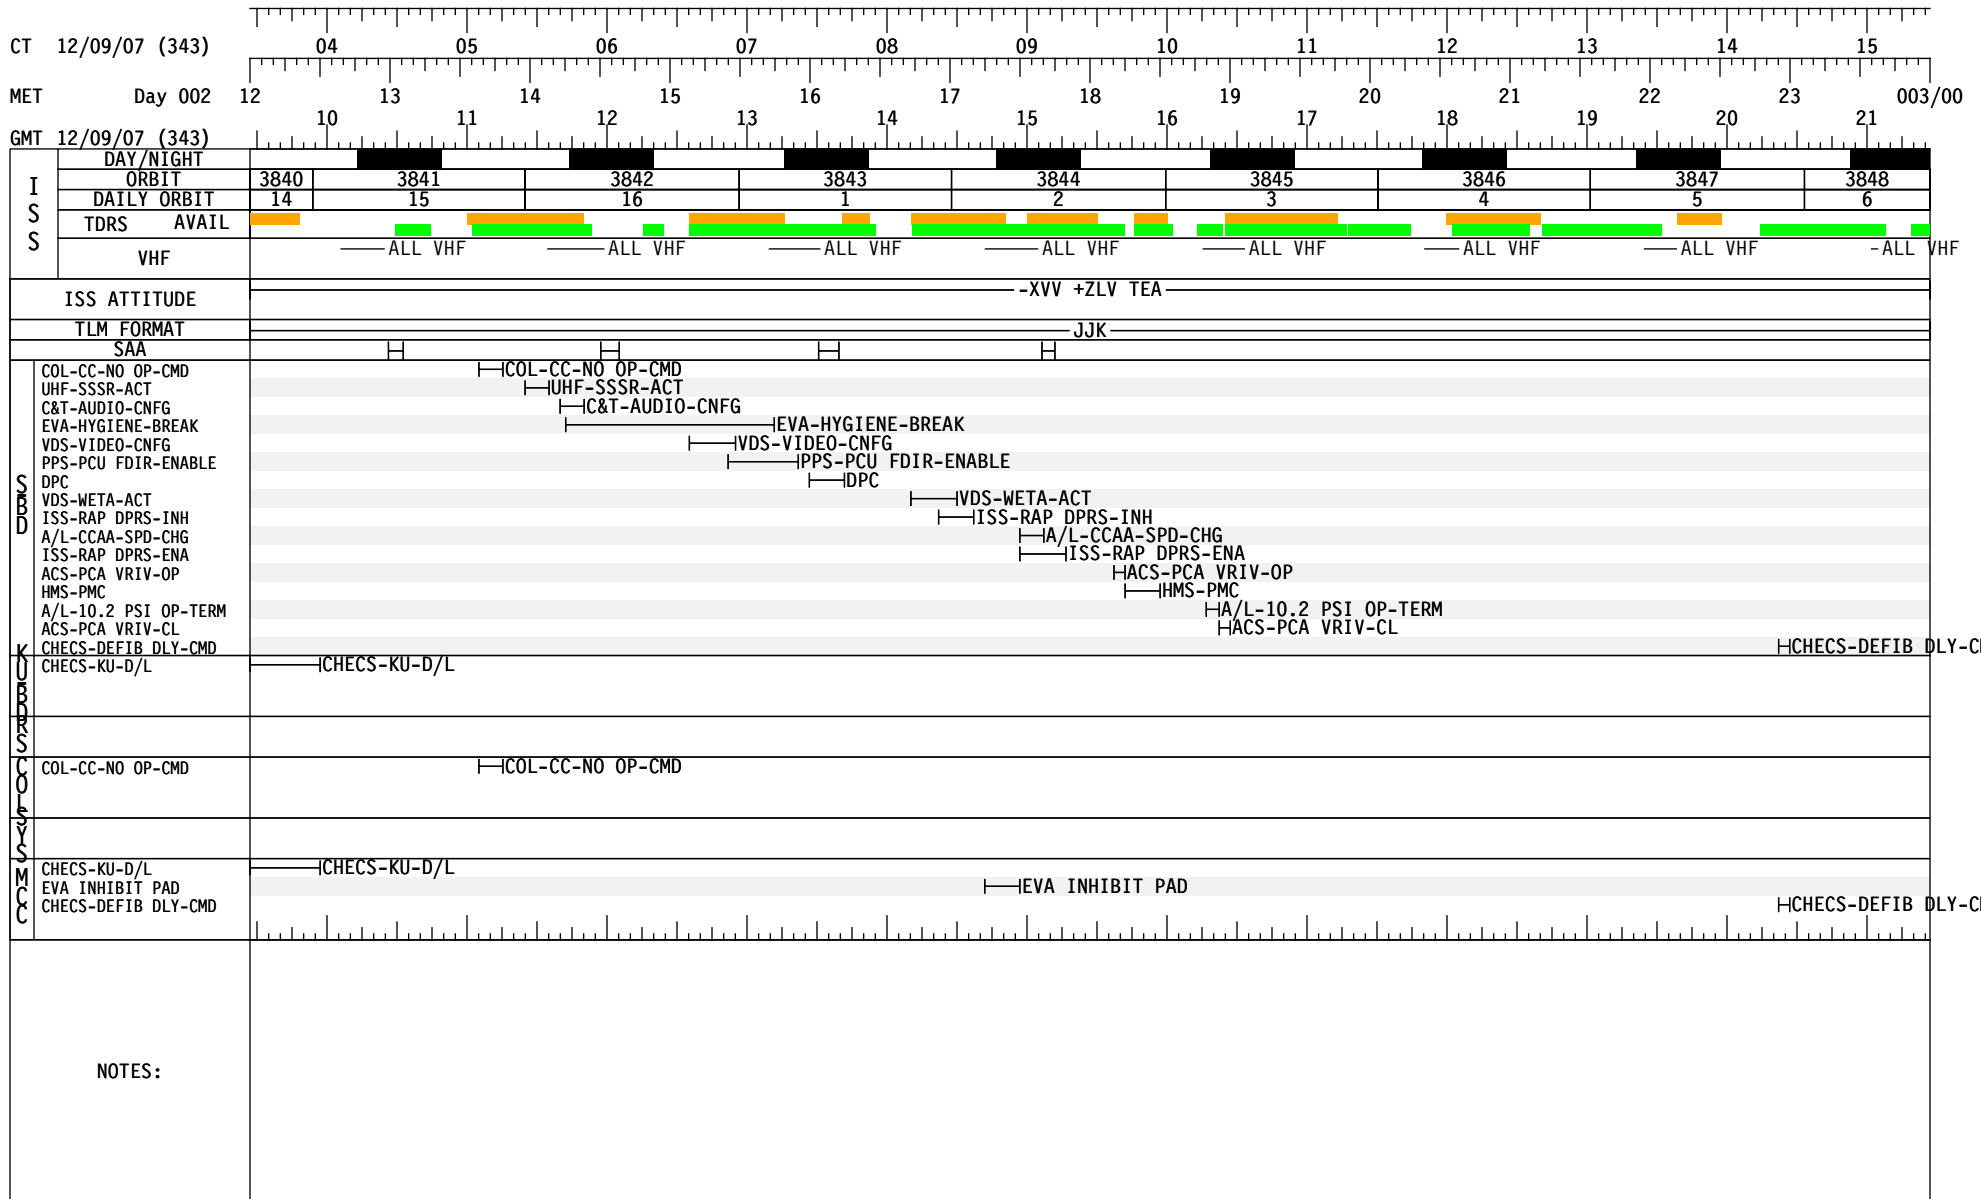 CT 12/09/07 (343) 04 05 06 07 08 09 10 11 12 13 14 15
MET Day 002 12 13 14 15 16 17 18 19 20 21 22 23 003/00
GMT 12/09/07 (343) 10 11 12 13 14 15 16 17 18 19 20 21
ISS
DAY/NIGHT
ORBIT 3840 3841 3842 3843 3844 3845 3846 3847 3848
DAILY ORBIT 14 15 16 1 2 3 4 5 6
TDRS AVAIL
VHF ALL VHF ALL VHF ALL VHF ALL VHF ALL VHF ALL VHF ALL VHF ALL VHF
ISS ATTITUDE -XVV +ZLV TEA
TLM FORMAT JJK
SAA
SBD
COL-CC-NO OP-CMD COL-CC-NO OP-CMD
UHF-SSSR-ACT UHF-SSSR-ACT
C&T-AUDIO-CNFG C&T-AUDIO-CNFG
EVA-HYGIENE-BREAK EVA-HYGIENE-BREAK
VDS-VIDEO-CNFG VDS-VIDEO-CNFG
PPS-PCU FDIR-ENABLE PPS-PCU FDIR-ENABLE
DPC DPC
VDS-WETA-ACT VDS-WETA-ACT
ISS-RAP DPRS-INH ISS-RAP DPRS-INH
A/L-CCAA-SPD-CHG A/L-CCAA-SPD-CHG
ISS-RAP DPRS-ENA ISS-RAP DPRS-ENA
ACS-PCA VRIV-OP ACS-PCA VRIV-OP
HMS-PMC HMS-PMC
A/L-10.2 PSI OP-TERM A/L-10.2 PSI OP-TERM
ACS-PCA VRIV-CL ACS-PCA VRIV-CL
CHECS-DEFIB DLY-CMD CHECS-DEFIB DLY-C
KUBD
CHECS-KU-D/L CHECS-KU-D/L
RS
COL
COL-CC-NO OP-CMD COL-CC-NO OP-CMD
SYS
MCC
CHECS-KU-D/L CHECS-KU-D/L
EVA INHIBIT PAD EVA INHIBIT PAD
CHECS-DEFIB DLY-CMD CHECS-DEFIB DLY-C
NOTES: